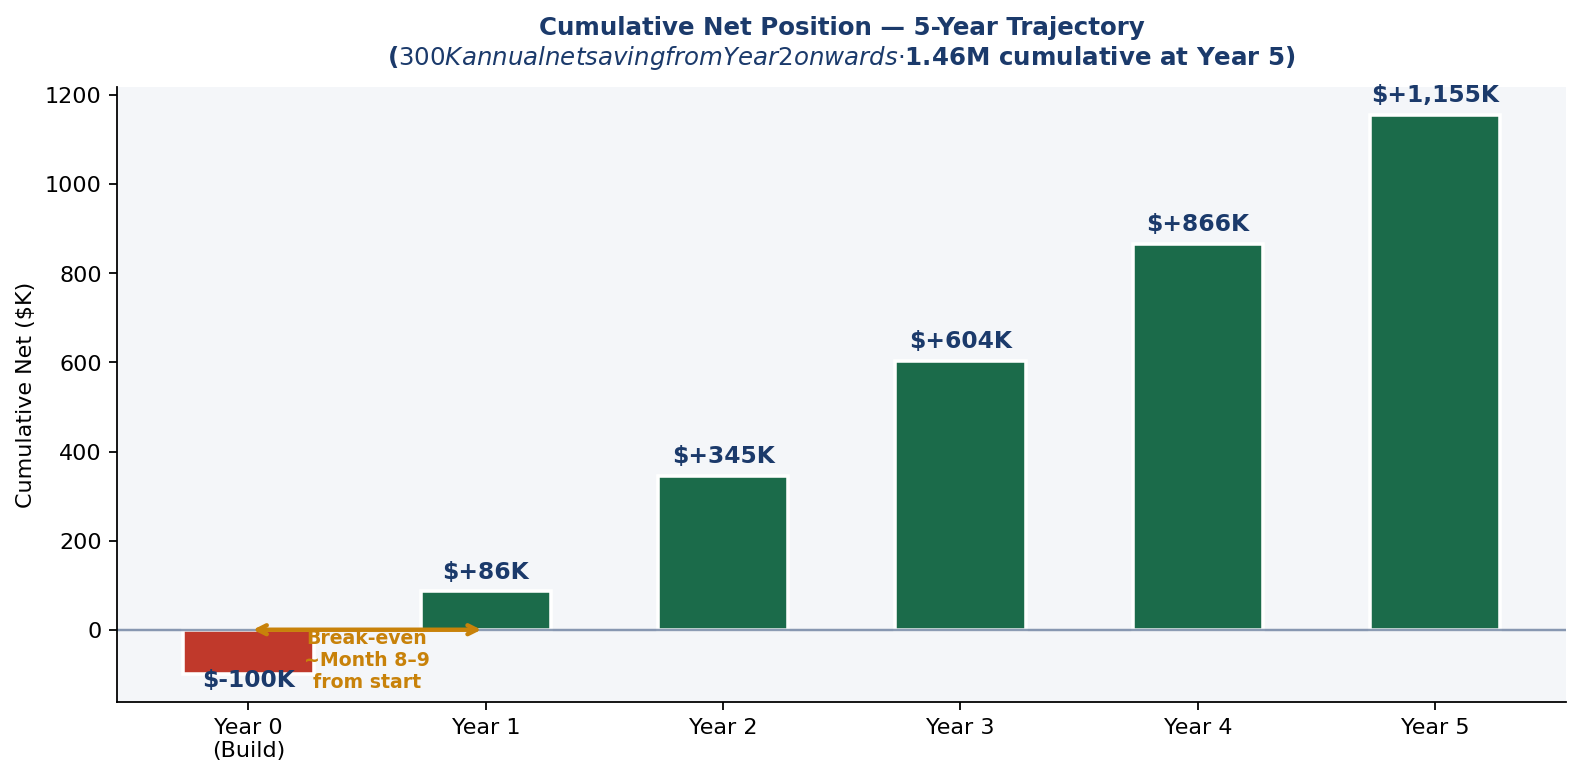 Cumulative Net Position — 5-Year Trajectory
(300Kannualnetsavingf​romYear2onwards·1.46M cumulative at Year 5)
Cumulative Net ($K)
1200
1000
800
600
400
200
0
$-100K
$+86K
$+345K
$+604K
$+866K
$+1,155K
Break-even
~Month 8–9
from start
Year 0
(Build)
Year 1
Year 2
Year 3
Year 4
Year 5